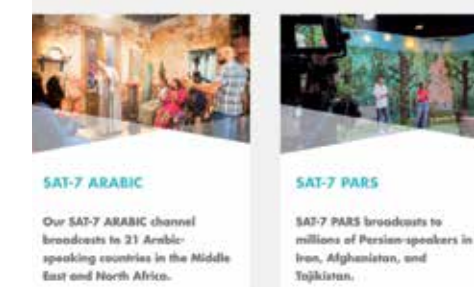 SAT-7 ARABIC
Our SAT-7 ARABIC channel
broadcasts to 21 Arabic-
speaking countries in the Middle
East and North Africa.
SAT-7 PARS
SAT-7 PARS broadcasts to
millions of Persian-speakers in
Iran, Afghanistan, and
Tajikistan.